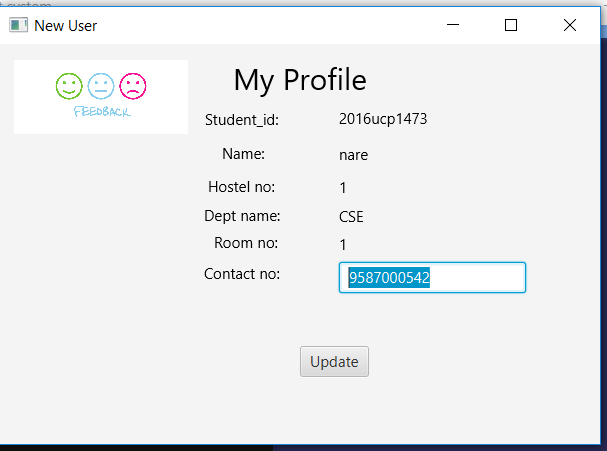 New User
FEEDBACK
My Profile
Student_id: 2016ucp1473
Name: nare
Hostel no: 1
Dept name: CSE
Room no: 1
Contact no: 9587000542
Update